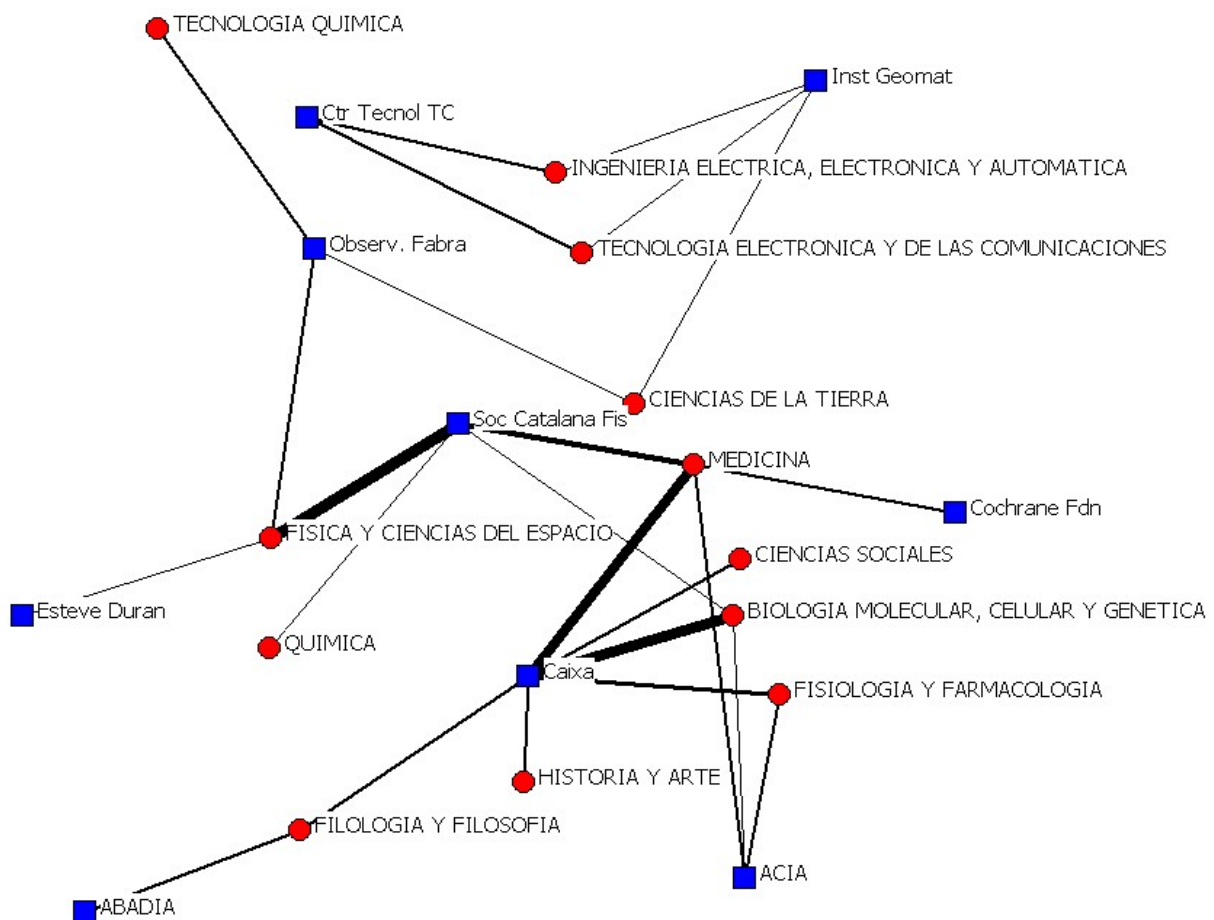 TECNOLOGIA QUIMICA
Inst Geomat
Ctr Tecnol TC
INGENIERIA ELECTRICA, ELECTRONICA Y AUTOMATICA
Observ. Fabra
TECNOLOGIA ELECTRONICA Y DE LAS COMUNICACIONES
CIENCIAS DE LA TIERRA
Soc Catalana Fis
MEDICINA
Cochrane Fdn
FISICA Y CIENCIAS DEL ESPACIO
CIENCIAS SOCIALES
Esteve Duran
BIOLOGIA MOLECULAR, CELULAR Y GENETICA
QUIMICA
Caixa
FISIOLOGIA Y FARMACOLOGIA
HISTORIA Y ARTE
FILOLOGIA Y FILOSOFIA
ACIA
ABADIA